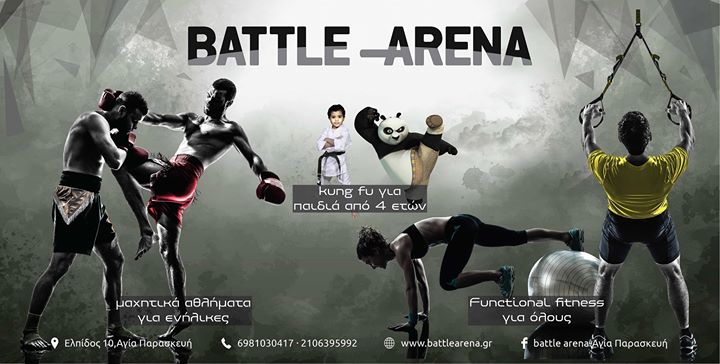 BATTLE ARENA
kung fu για
παιδιά από 4 ετών
μαχητικά αθλήματα
για ενήλικες
Functional fitness
για όλους
Ελπίδος 10,Αγία Παρασκευή 6981030417 · 2106395992 www.battlearena.gr battle arena Αγία Παρασκευή